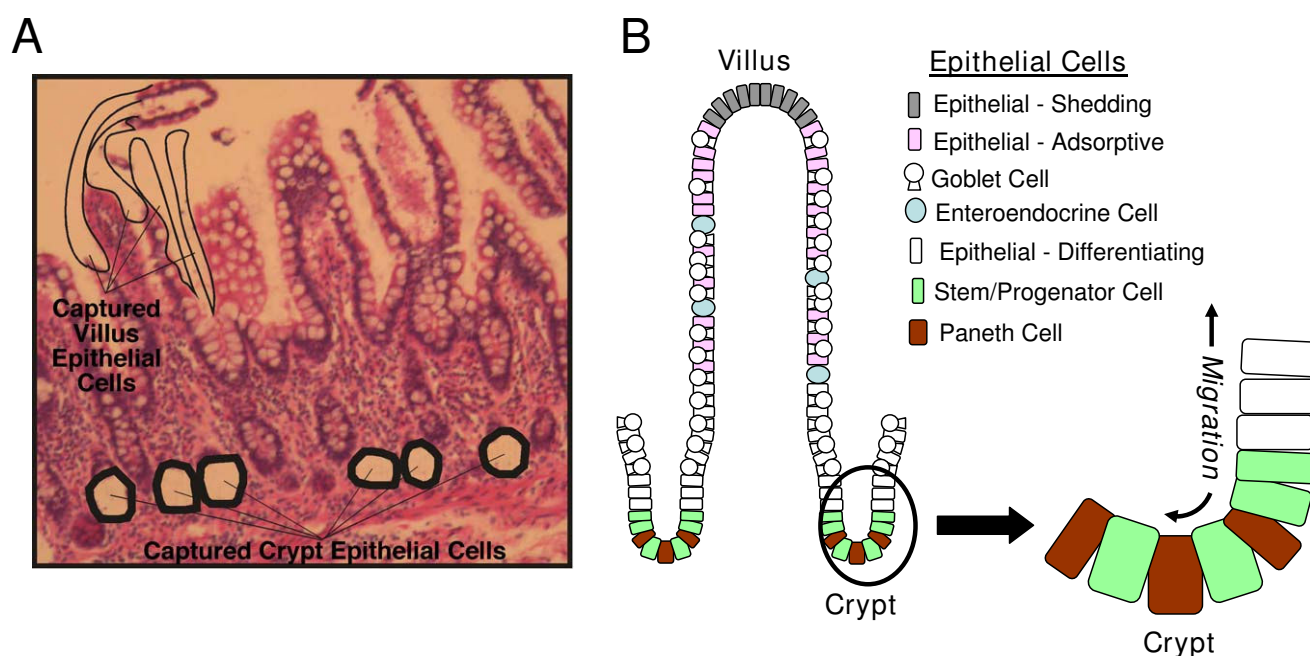 A
Captured
Villus
Epithelial
Cells
Captured Crypt Epithelial Cells
B
Villus
Epithelial Cells
Epithelial - Shedding
Epithelial - Adsorptive
Goblet Cell
Enteroendocrine Cell
Epithelial - Differentiating
Stem/Progenator Cell
Paneth Cell
Migration
Crypt
Crypt